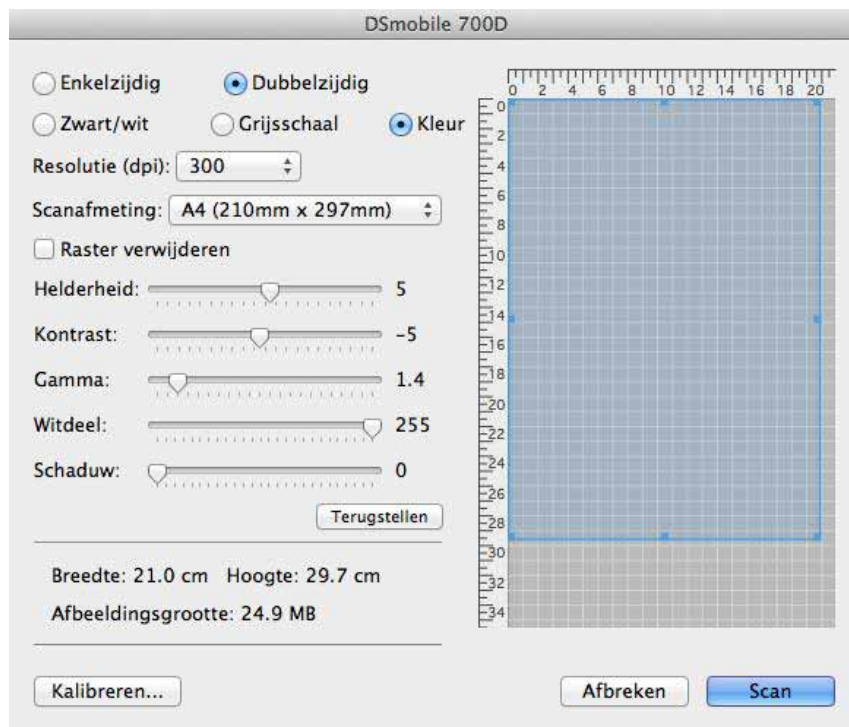 DSmobile 700D
Enkelzijdig Dubbelzijdig
Zwart/wit Grijsschaal Kleur
Resolutie (dpi): 300
Scanafmeting: A4 (210mm x 297mm)
Raster verwijderen
Helderheid: 5
Kontrast: -5
Gamma: 1.4
Witdeel: 255
Schaduw: 0
Terugstellen
Breedte: 21.0 cm Hoogte: 29.7 cm
Afbeeldingsgrootte: 24.9 MB
Kalibreren...
0 2 4 6 8 10 12 14 16 18 20
0
2
4
6
8
10
12
14
16
18
20
22
24
26
28
30
32
34
Afbreken Scan